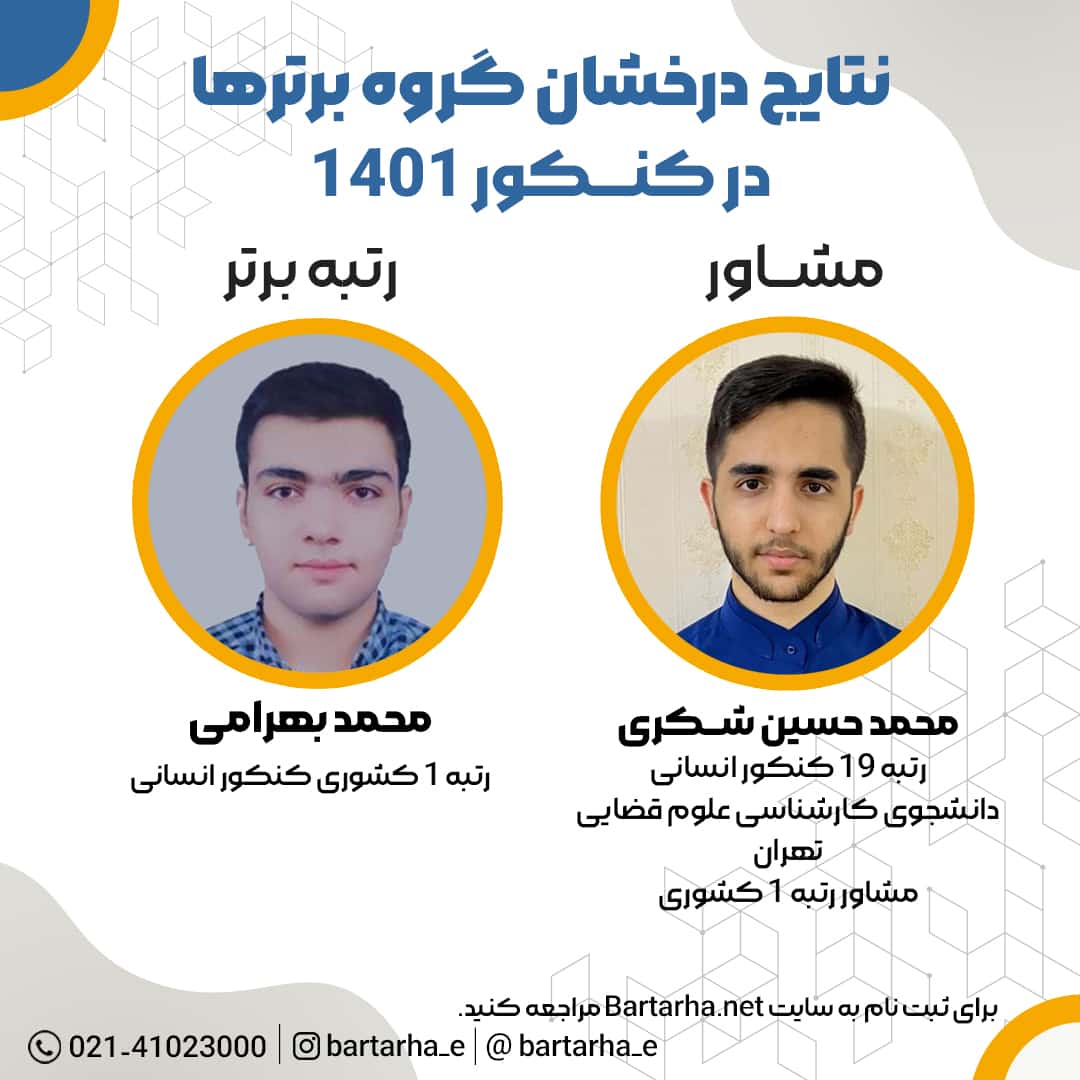 نتایج درخشان گروه برترها
در کنکور 1401
مشاور
رتبه برتر
محمد حسین شکری
رتبه 19 کنکور انسانی
دانشجوی کارشناسی علوم قضایی
تهران
مشاور رتبه 1 کشوری
محمد بهرامی
رتبه 1 کشوری کنکور انسانی
برای ثبت نام به سایت Bartarha.net مراجعه کنید.
021-41023000 | bartarha_e | @ bartarha_e